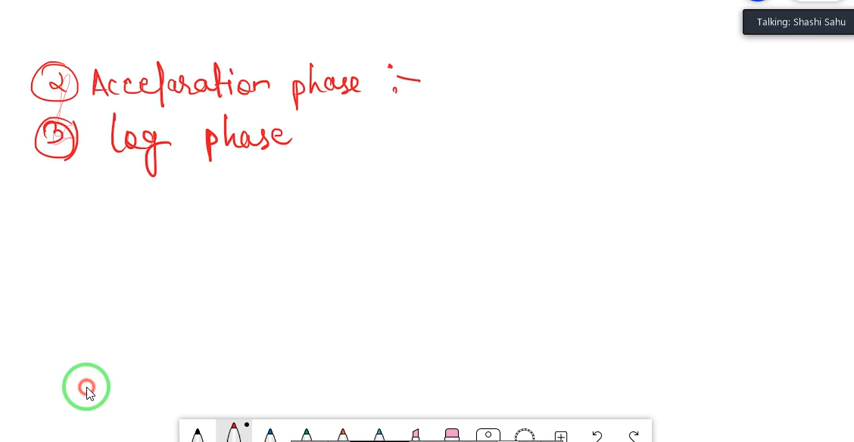 Talking: Shashi Sahu
② Accelaration phase :-
③ log phase